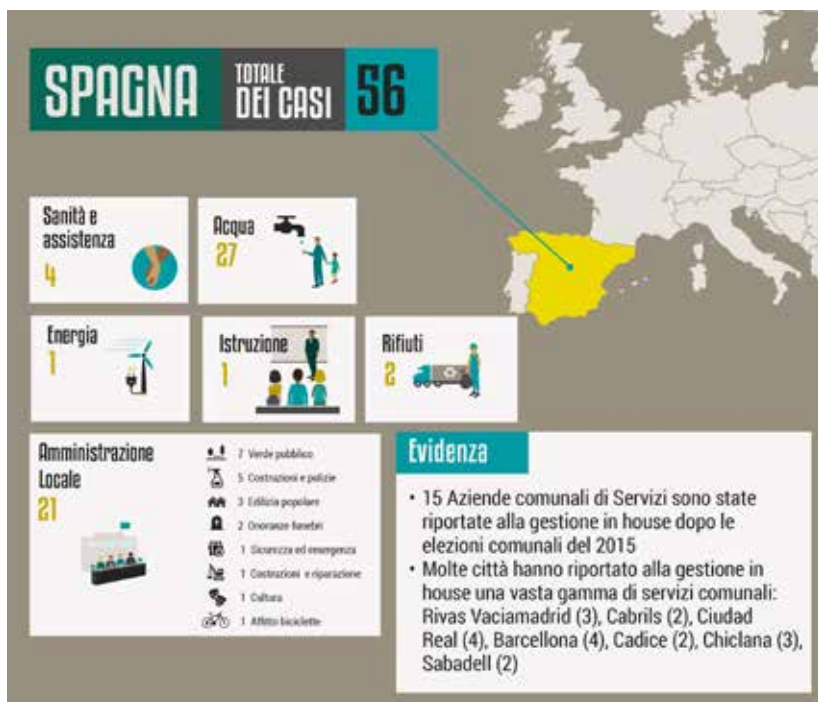 SPAGNA
TOTALE
DEI CASI
56
Sanità e
assistenza
4
Acqua
27
Energia
1
Istruzione
1
Rifiuti
2
Amministrazione
Locale
21
7 Verde pubblico
5 Costruzioni e pulizie
3 Edilizia popolare
2 Onoranze funebri
1 Sicurezza ed emergenza
1 Costruzioni e riparazione
1 Cultura
1 Affitto biciclette
Evidenza
• 15 Aziende comunali di Servizi sono state
riportate alla gestione in house dopo le
elezioni comunali del 2015
• Molte città hanno riportato alla gestione in
house una vasta gamma di servizi comunali:
Rivas Vaciamadrid (3), Cabrils (2), Ciudad
Real (4), Barcellona (4), Cadice (2), Chiclana (3),
Sabadell (2)